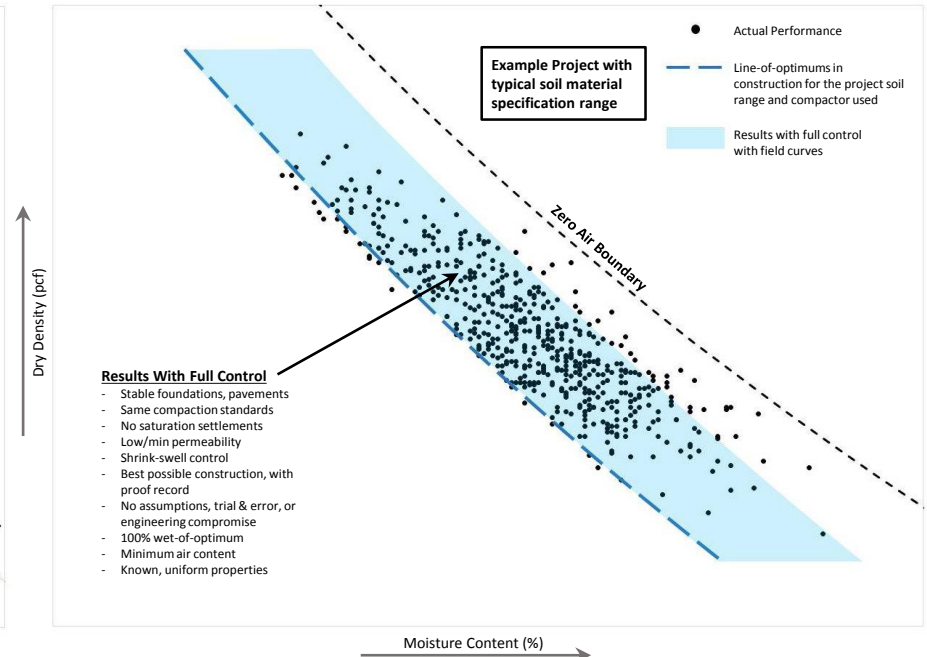 Actual Performance
Line-of-optimums in
construction for the project soil
range and compactor used
Results with full control
with field curves
Example Project with
typical soil material
specification range
Zero Air Boundary
Dry Density (pcf)
Results With Full Control
- Stable foundations, pavements
- Same compaction standards
- No saturation settlements
- Low/min permeability
- Shrink-swell control
- Best possible construction, with
proof record
- No assumptions, trial & error, or
engineering compromise
- 100% wet-of-optimum
- Minimum air content
- Known, uniform properties
Moisture Content (%)